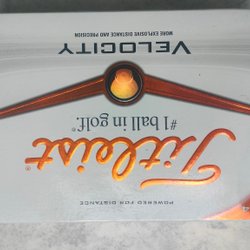 POWERED FOR DISTANCE
Titleist®
#1 ball in golf.®
VELOCITY
MORE EXPLOSIVE DISTANCE AND PRECISION